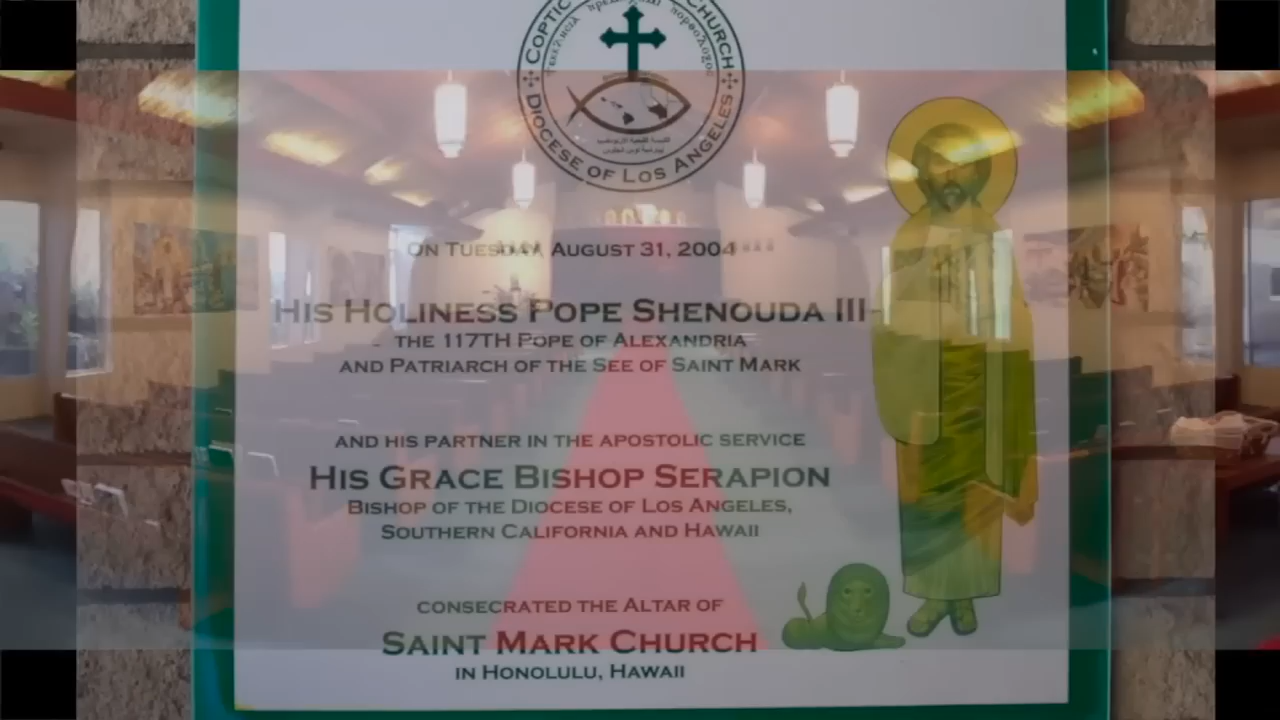 COPTIC CHURCH
DIOCESE OF LOS ANGELES
ON TUESDAY, AUGUST 31, 2004
HIS HOLINESS POPE SHENOUDA III
THE 117TH POPE OF ALEXANDRIA
AND PATRIARCH OF THE SEE OF SAINT MARK
AND HIS PARTNER IN THE APOSTOLIC SERVICE
HIS GRACE BISHOP SERAPION
BISHOP OF THE DIOCESE OF LOS ANGELES,
SOUTHERN CALIFORNIA AND HAWAII
CONSECRATED THE ALTAR OF
SAINT MARK CHURCH
IN HONOLULU, HAWAII